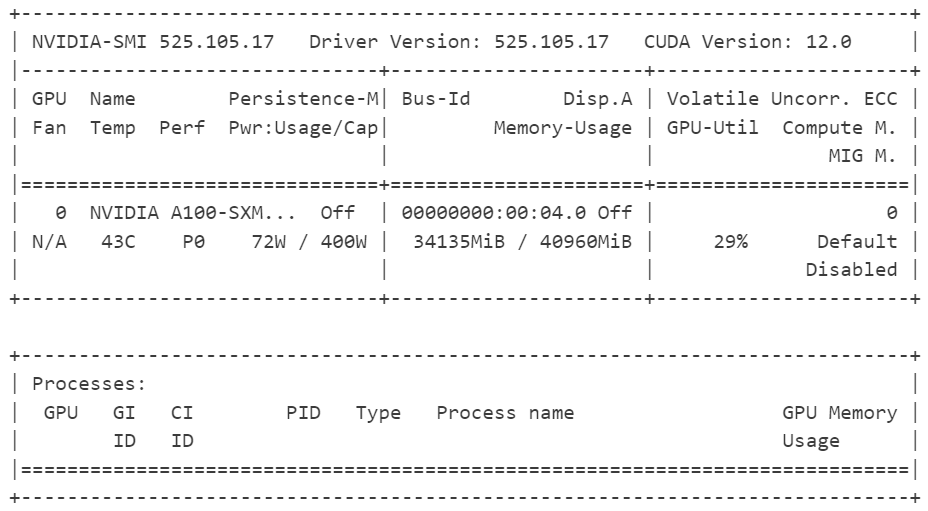 +-----------------------------------------------------------------------------+
| NVIDIA-SMI 525.105.17   Driver Version: 525.105.17   CUDA Version: 12.0     |
|-------------------------------+----------------------+----------------------+
| GPU  Name        Persistence-M| Bus-Id        Disp.A | Volatile Uncorr. ECC |
| Fan  Temp  Perf  Pwr:Usage/Cap|         Memory-Usage | GPU-Util  Compute M. |
|                               |                      |               MIG M. |
|===============================+======================+======================|
|   0  NVIDIA A100-SXM...  Off  | 00000000:00:04.0 Off |                    0 |
| N/A   43C    P0    72W / 400W |  34135MiB / 40960MiB |     29%      Default |
|                               |                      |             Disabled |
+-------------------------------+----------------------+----------------------+

+-----------------------------------------------------------------------------+
| Processes:                                                                  |
|  GPU   GI   CI        PID   Type   Process name                  GPU Memory |
|        ID   ID                                                   Usage      |
|=============================================================================|
+-----------------------------------------------------------------------------+